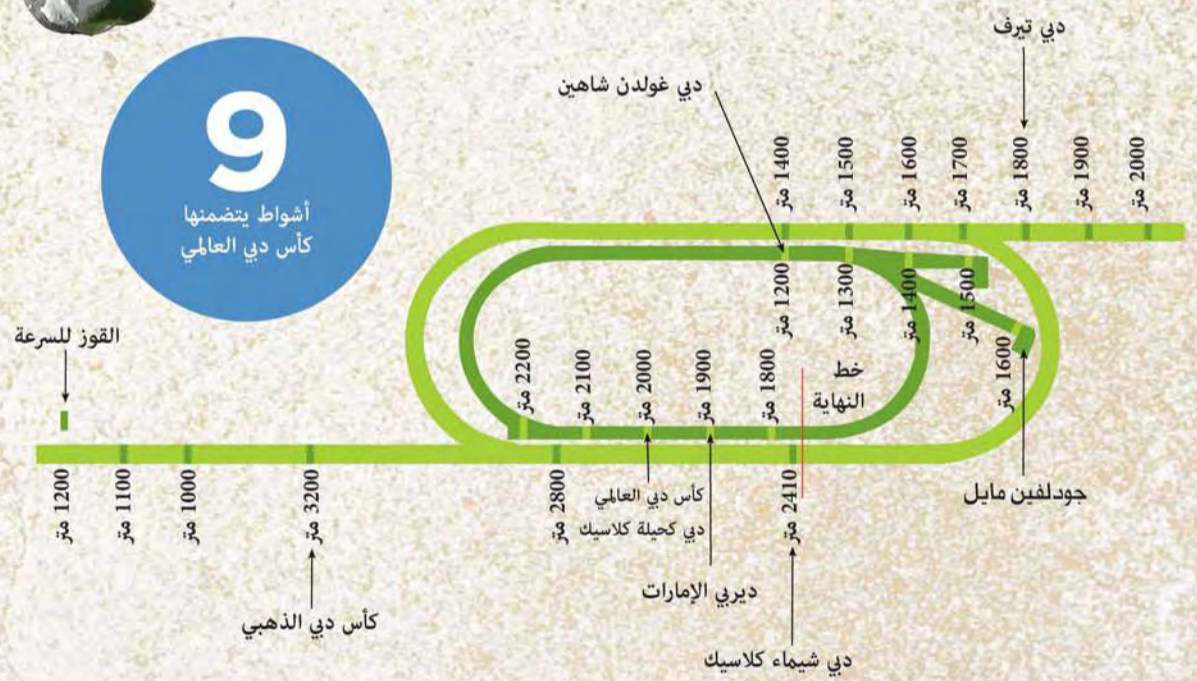 دبي تيرف
دبي غولدن شاهين
9
أشواط يتضمنها
كأس دبي العالمي
1400 متر
1500 متر
1600 متر
1700 متر
1800 متر
1900 متر
2000 متر
1200 متر
1300 متر
1400 متر
1500 متر
1600 متر
القوز للسرعة
2200 متر
2100 متر
2000 متر
1900 متر
1800 متر
خط
النهاية
1200 متر
1100 متر
1000 متر
3200 متر
2800 متر
2410 متر
كأس دبي العالمي
دبي كحيلة كلاسيك
جودلفين مايل
ديربي الإمارات
كأس دبي الذهبي
دبي شيماء كلاسيك